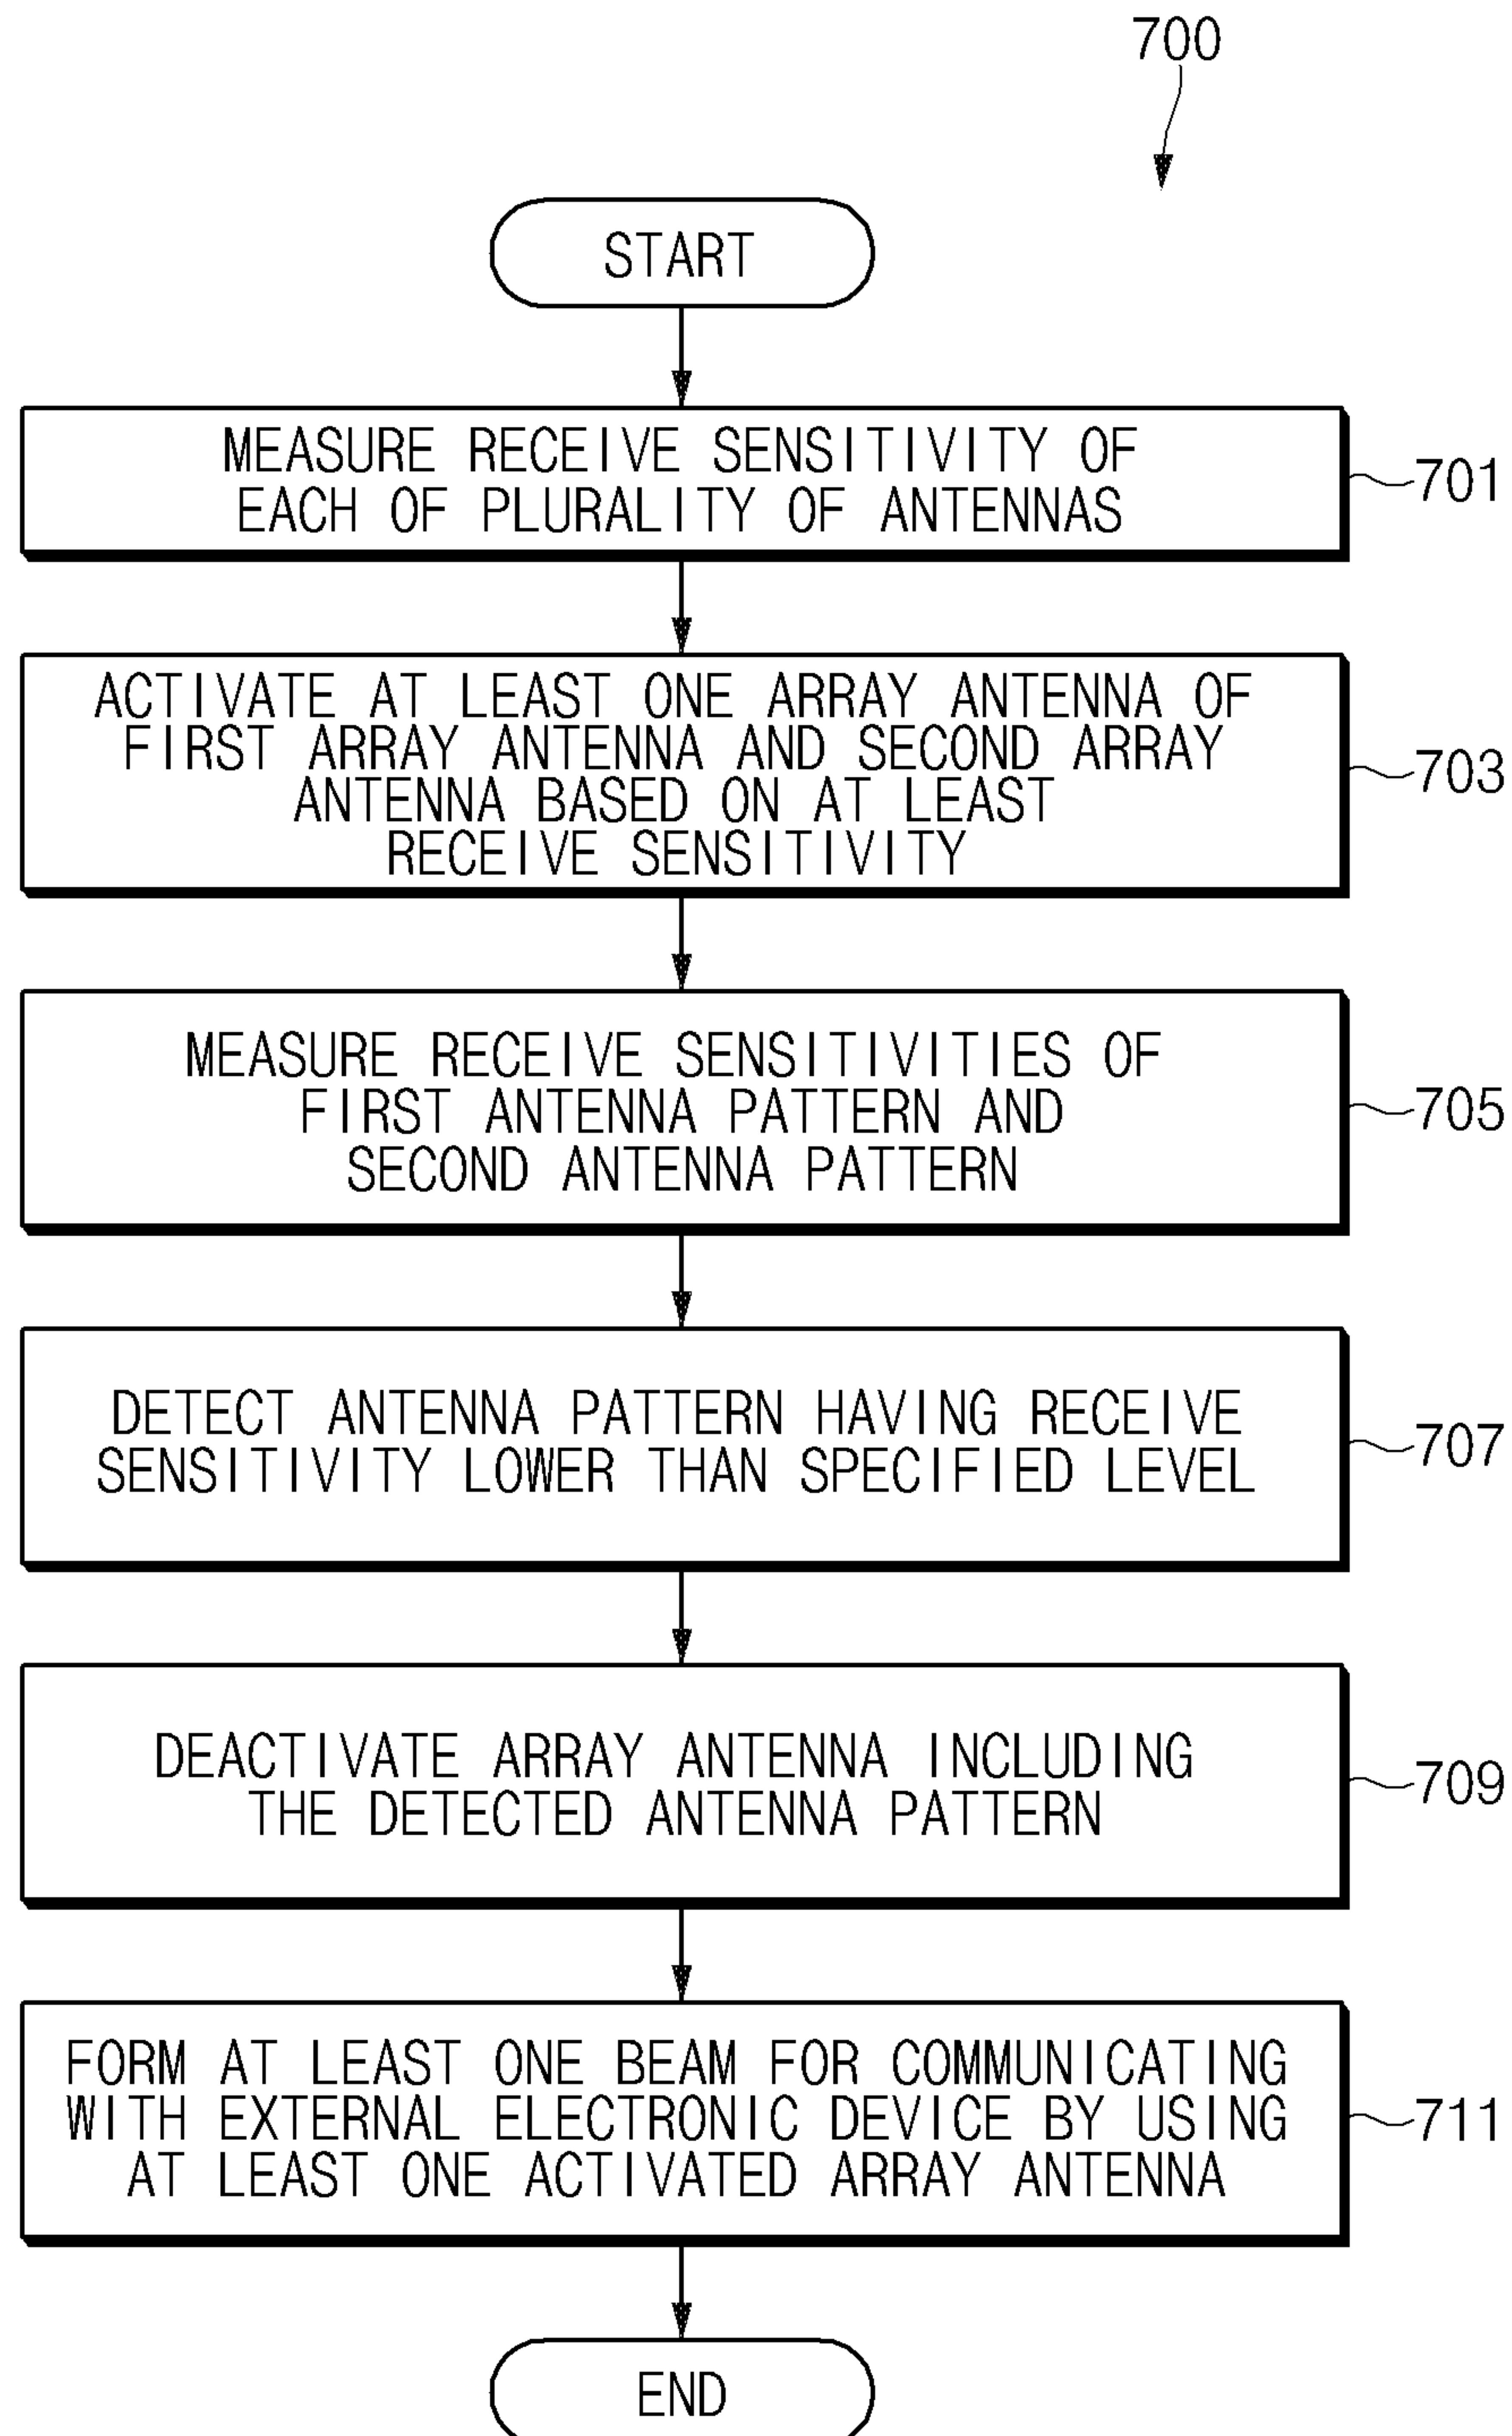 700
START
MEASURE RECEIVE SENSITIVITY OF
EACH OF PLURALITY OF ANTENNAS
701
ACTIVATE AT LEAST ONE ARRAY ANTENNA OF
FIRST ARRAY ANTENNA AND SECOND ARRAY
ANTENNA BASED ON AT LEAST
RECEIVE SENSITIVITY
703
MEASURE RECEIVE SENSITIVITIES OF
FIRST ANTENNA PATTERN AND
SECOND ANTENNA PATTERN
705
DETECT ANTENNA PATTERN HAVING RECEIVE
SENSITIVITY LOWER THAN SPECIFIED LEVEL
707
DEACTIVATE ARRAY ANTENNA INCLUDING
THE DETECTED ANTENNA PATTERN
709
FORM AT LEAST ONE BEAM FOR COMMUNICATING
WITH EXTERNAL ELECTRONIC DEVICE BY USING
AT LEAST ONE ACTIVATED ARRAY ANTENNA
711
END